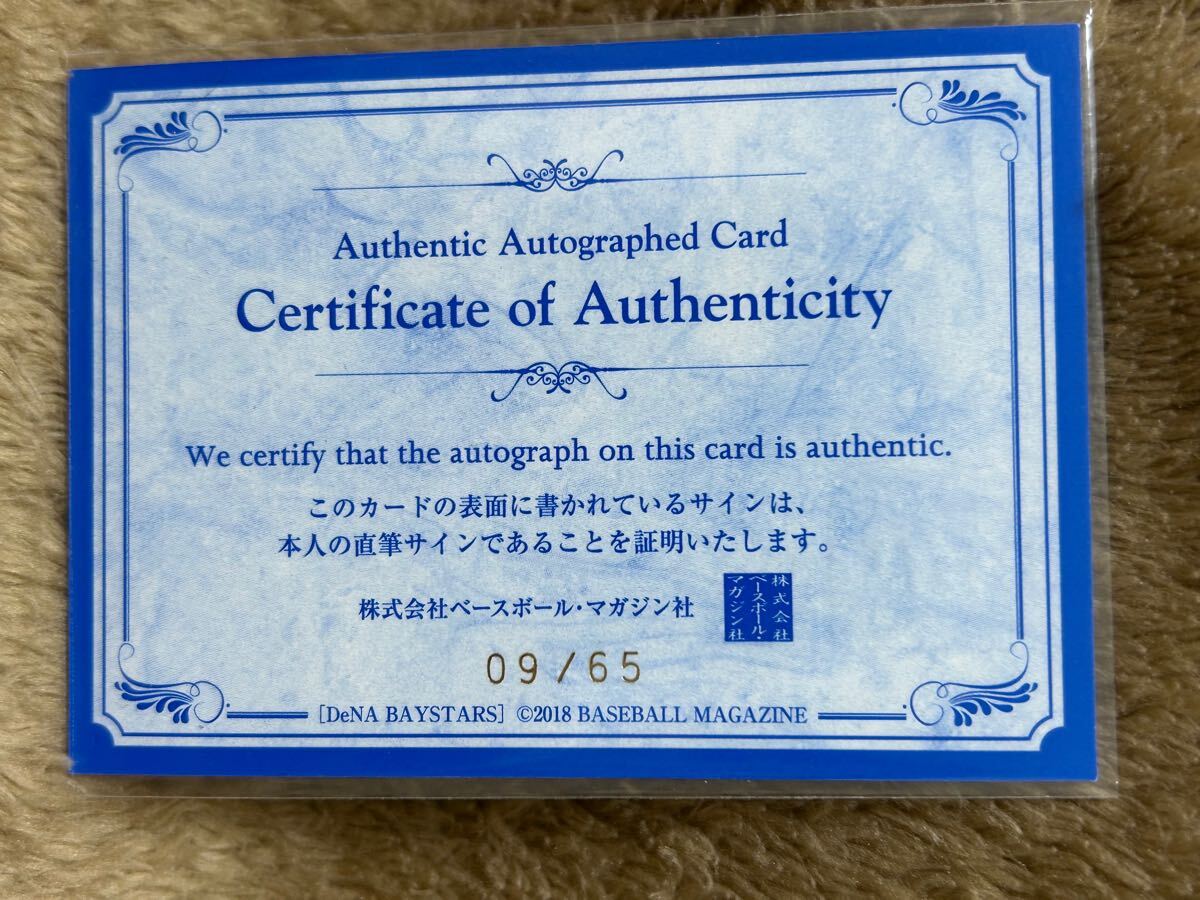 Authentic Autographed Card
Certificate of Authenticity
We certify that the autograph on this card is authentic.
このカードの表面に書かれているサインは、
本人の直筆サインであることを証明いたします。
株式会社ベースボール・マガジン社
株式会社
ベースボール・
マガジン社
09/65
[DeNA BAYSTARS] ©2018 BASEBALL MAGAZINE